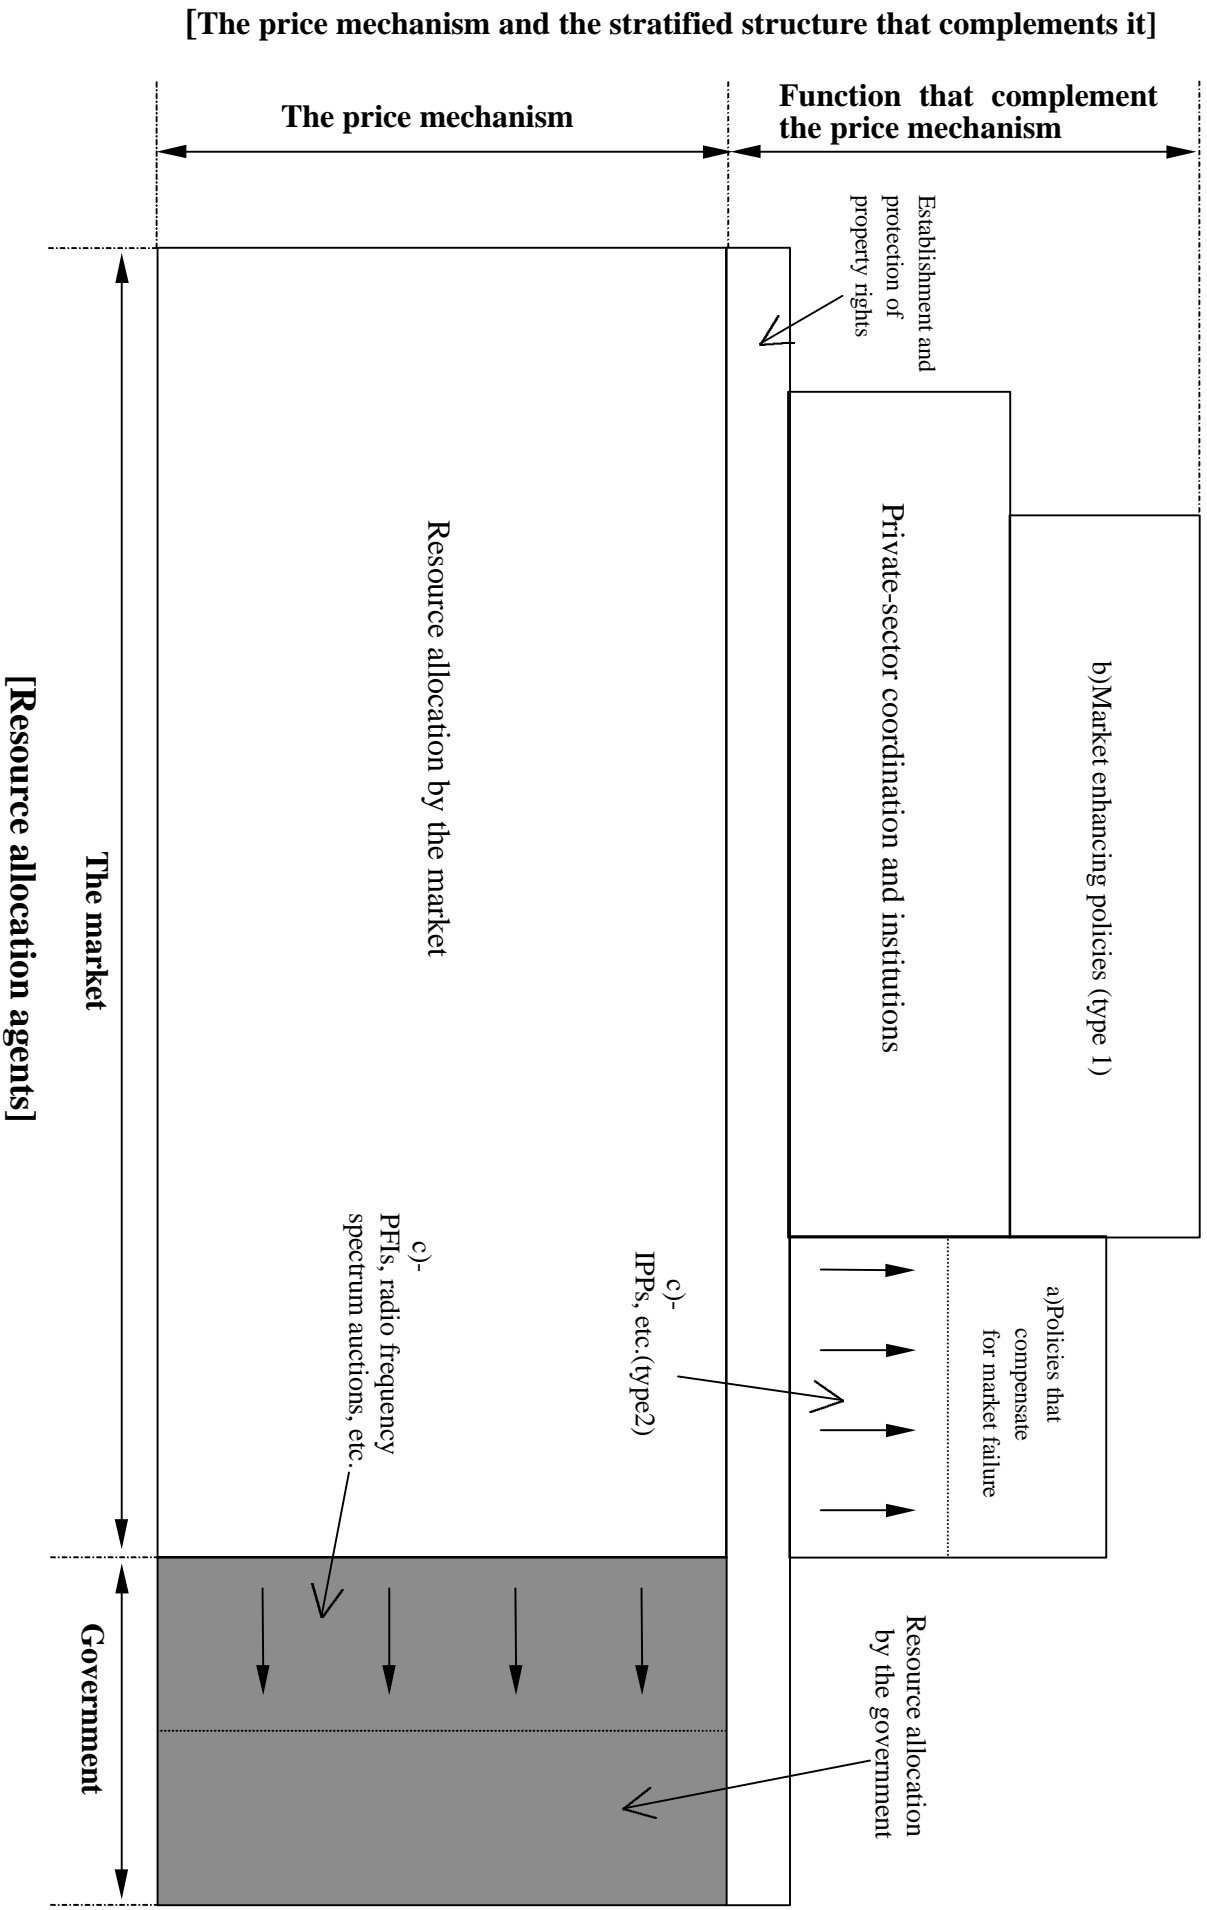 [The price mechanism and the stratified structure that complements it]
The price mechanism
Function that complement
the price mechanism
Establishment and
protection of
property rights
b)Market enhancing policies (type 1)
Private-sector coordination and institutions
a)Policies that
compensate
for market failure
Resource allocation by the market
c)-
IPPs, etc.(type2)
c)-
PFIs, radio frequency
spectrum auctions, etc.
Resource allocation
by the government
The market
Government
[Resource allocation agents]